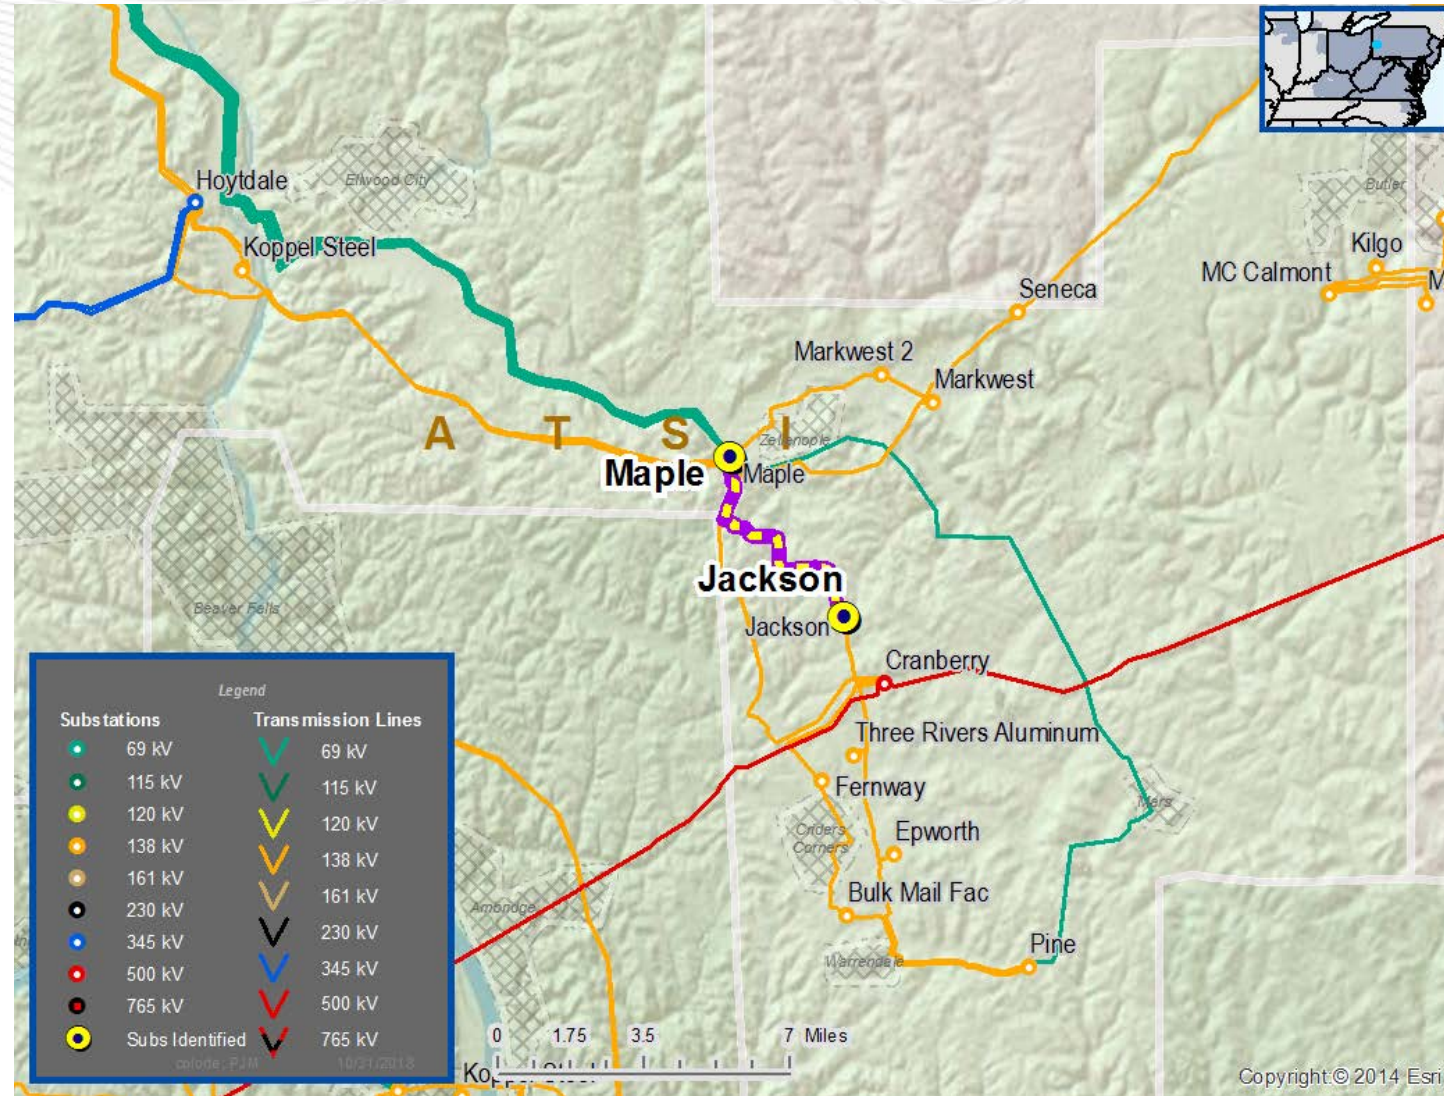 Hoytdale
Ellwood City
Koppel Steel
Butler
Kilgo
MC Calmont
M
Seneca
Markwest 2
Markwest
A T S I
Zelienople
Maple
Maple
Jackson
Jackson
Beaver Falls
Cranberry
Three Rivers Aluminum
Fernway
Mars
Criders
Corners
Epworth
Bulk Mail Fac
Ambridge
Warrendale
Pine
Legend
Substations
Transmission Lines
69 kV
69 kV
115 kV
115 kV
120 kV
120 kV
138 kV
138 kV
161 kV
161 kV
230 kV
230 kV
345 kV
345 kV
500 kV
500 kV
765 kV
765 kV
Subs Identified
10/31/2018
0 1.75 3.5 7 Miles
Copyright:© 2014 Esri